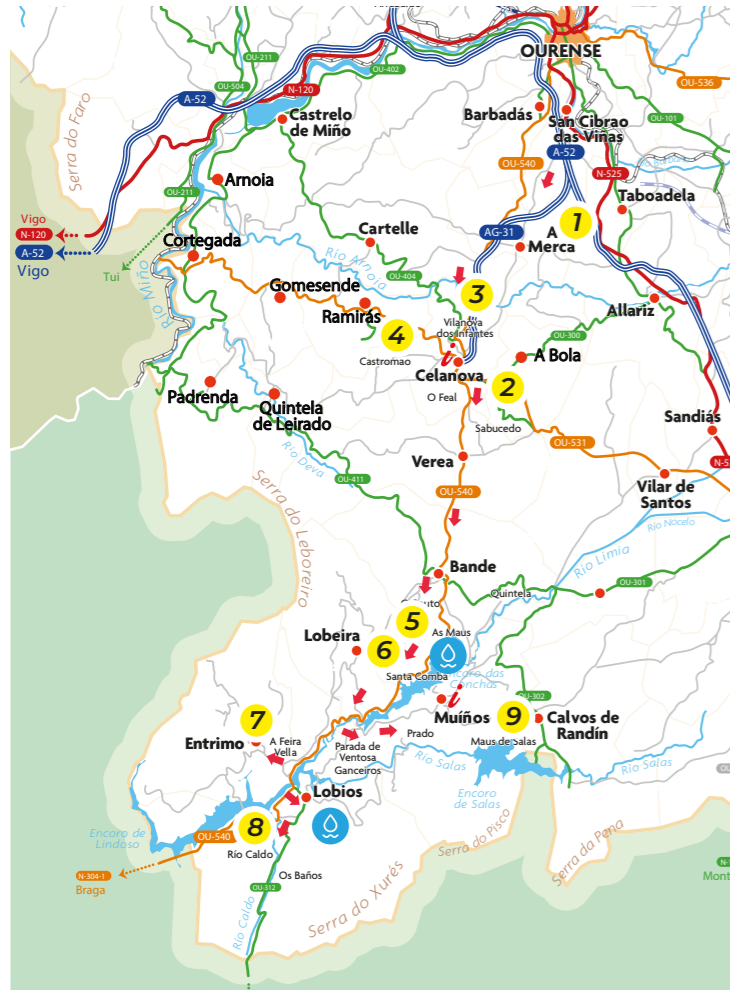 OU-211
OU-402
OURENSE
OU-504
N-120
OU-536
A-52
Serra do Faro
Castrelo
de Miño
Barbadás
San Cibrao
das Viñas
OU-101
OU-540
A-52
N-525
OU-211
Arnoia
Taboadela
Vigo
N-120
A-52
Vigo
Cortegada
Cartelle
AG-31
1
A
Merca
Río Arnoia
OU-404
Tui
Río Miño
Gomesende
Ramirás
3
Vilanova
dos Infantes
Allariz
OU-300
4
Castromao
i
Celanova
A Bola
Padrenda
Quintela
de Leirado
O Feal
2
Sabucedo
Sandiás
OU-531
Río Deva
OU-411
Verea
Vilar de
Santos
OU-540
Serra do Leboreiro
Río Nocelo
Río Limia
Bande
Quintela
OU-301
5
As Maus
Lobeira
6
Santa Comba
Encoro das
Conchas
i
Muíños
OU-302
9
Calvos de
Randín
7
Entrimo
A Feira
Vella
Parada de
Ventosa
Ganceiros
Prado
Maus de Salas
Río Salas
Río Salas
Encoro
de Salas
Lobios
Encoro de
Lindoso
OU-540
8
Río Caldo
Serra do Pisco
Serra da Pena
N-304-1
Braga
Os Baños
OU-312
Río Caldo
Serra do Xurés